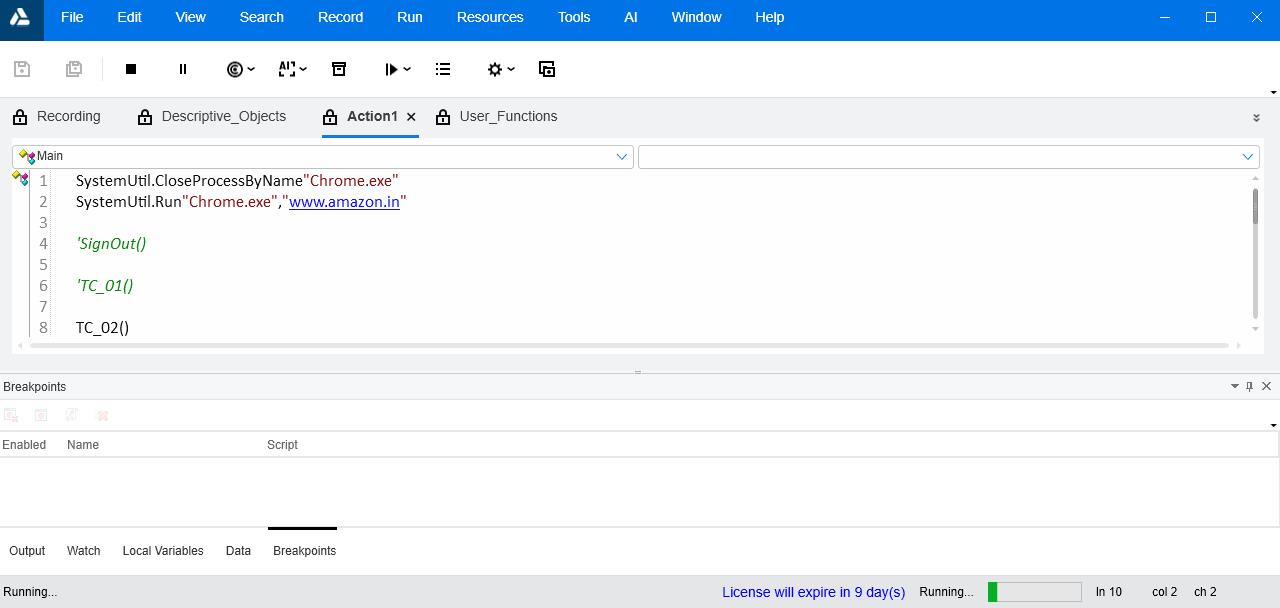 File Edit View Search Record Run Resources Tools AI Window Help
AI
Recording Descriptive_Objects Action1 User_Functions
Main
1 SystemUtil.CloseProcessByName"Chrome.exe"
2 SystemUtil.Run"Chrome.exe","www.amazon.in"
3
4 'SignOut()
5
6 'TC_01()
7
8 TC_02()
Breakpoints
Enabled Name Script
Output Watch Local Variables Data Breakpoints
Running... License will expire in 9 day(s) Running... ln 10 col 2 ch 2